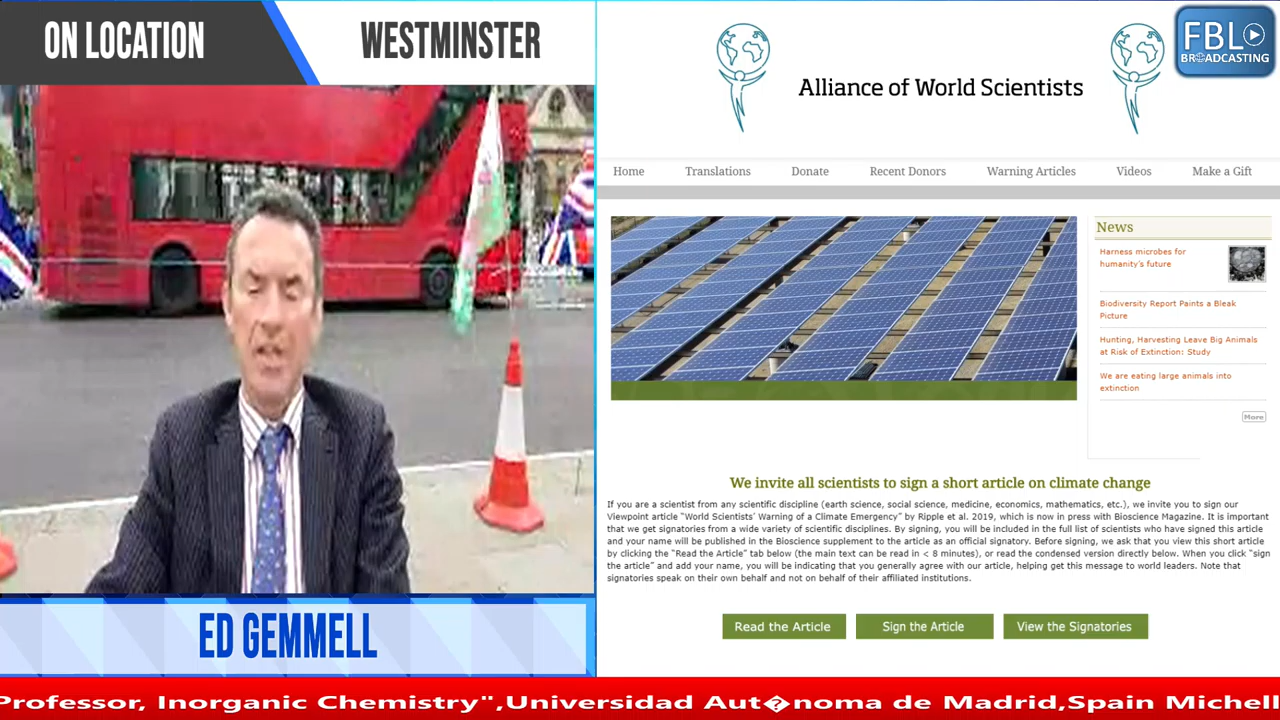 ON LOCATION
WESTMINSTER
FBL
BROADCASTING
Alliance of World Scientists
Home Translations Donate Recent Donors Warning Articles Videos Make a Gift
News
Harness microbes for
humanity's future
Biodiversity Report Paints a Bleak
Picture
Hunting, Harvesting Leave Big Animals
at Risk of Extinction: Study
We are eating large animals into
extinction
More
We invite all scientists to sign a short article on climate change
If you are a scientist from any scientific discipline (earth science, social science, medicine, economics, mathematics, etc.), we invite you to sign our
Viewpoint article "World Scientists' Warning of a Climate Emergency" by Ripple et al. 2019, which is now in press with Bioscience Magazine. It is important
that we get signatories from a wide variety of scientific disciplines. By signing, you will be included in the full list of scientists who have signed this article
and your name will be published in the Bioscience supplement to the article as an official signatory. Before signing, we ask that you view this short article
by clicking the "Read the Article" tab below (the main text can be read in < 8 minutes), or read the condensed version directly below. When you click "sign
the article" and add your name, you will be indicating that you generally agree with our article, helping get this message to world leaders. Note that
signatories speak on their own behalf and not on behalf of their affiliated institutions.
Read the Article Sign the Article View the Signatories
ED GEMMELL
Professor, Inorganic Chemistry",Universidad Aut�noma de Madrid,Spain Michell